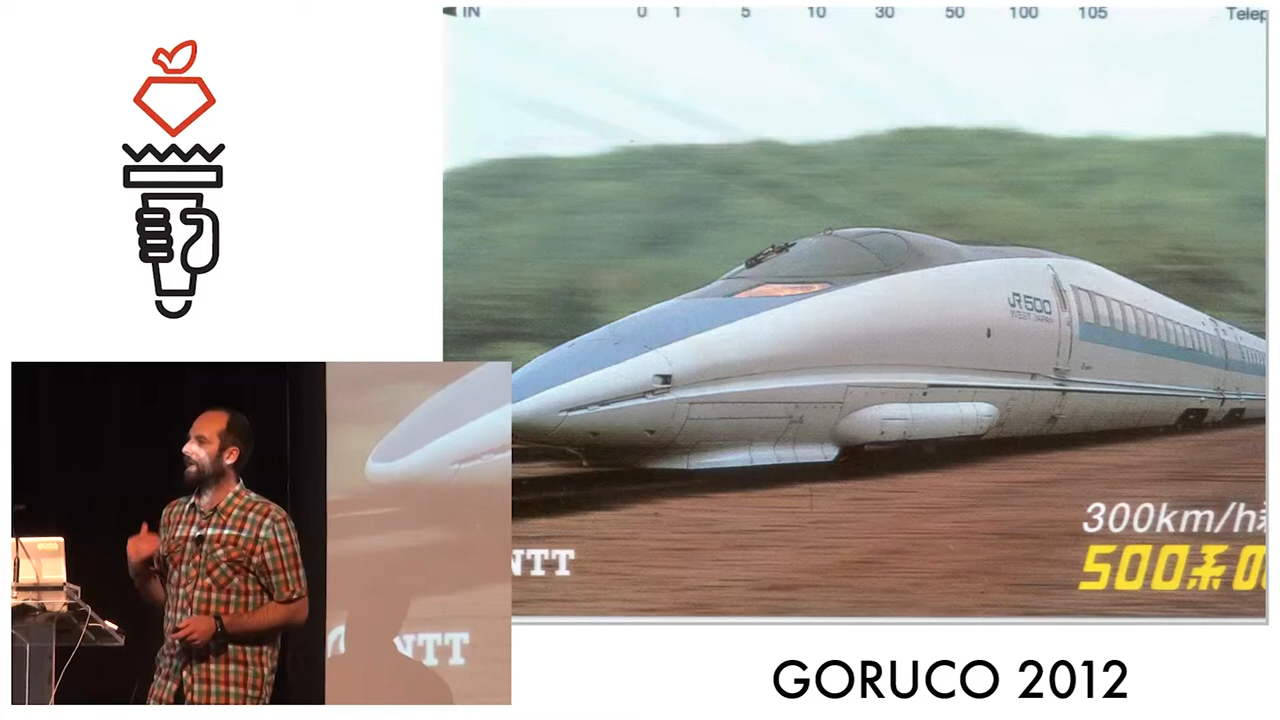 IN 0 1 5 10 30 50 100 105
JR500
WEST JAPAN
300km/h
500系
NTT
NTT
GORUCO 2012